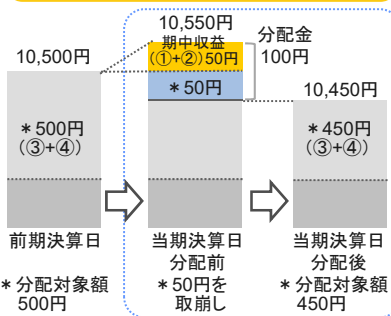 10,550円
期中収益
(①+②)50円
分配金
100円
10,500円
＊50円
10,450円
＊500円
(③+④)
＊450円
(③+④)
前期決算日
当期決算日
分配前
当期決算日
分配後
＊分配対象額
500円
＊50円を
取崩し
＊分配対象額
450円